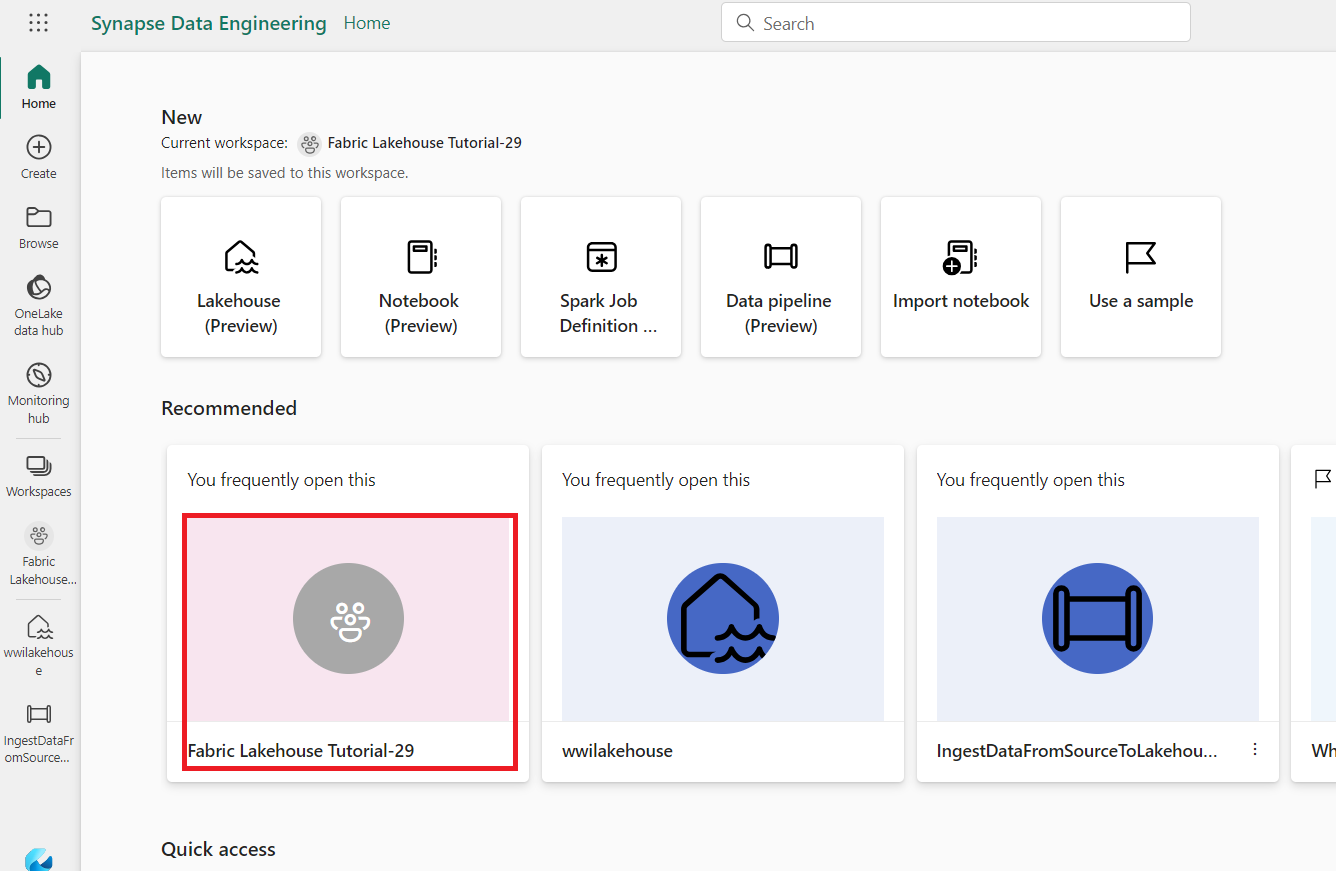 Synapse Data Engineering Home
Search
Home
Create
Browse
OneLake
data hub
Monitoring
hub
Workspaces
Fabric
Lakehouse...
wwilakehous
e
IngestDataFr
omSource...
New
Current workspace: Fabric Lakehouse Tutorial-29
Items will be saved to this workspace.
Lakehouse
(Preview)
Notebook
(Preview)
Spark Job
Definition ...
Data pipeline
(Preview)
Import notebook
Use a sample
Recommended
You frequently open this
Fabric Lakehouse Tutorial-29
You frequently open this
wwilakehouse
You frequently open this
IngestDataFromSourceToLakehou...
Wh
Quick access